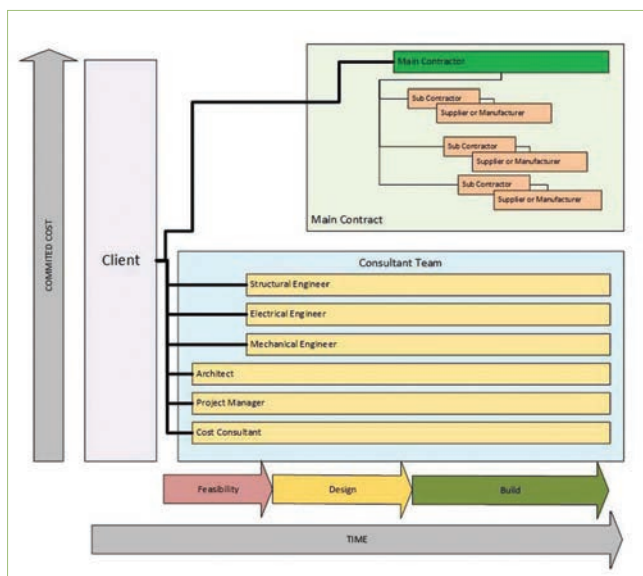 Main Contractor
Sub Contractor
Supplier or Manufacturer
Sub Contractor
Supplier or Manufacturer
Sub Contractor
Supplier or Manufacturer
Main Contract
COMMITED COST
Client
Consultant Team
Structural Engineer
Electrical Engineer
Mechanical Engineer
Architect
Project Manager
Cost Consultant
Feasibility
Design
Build
TIME